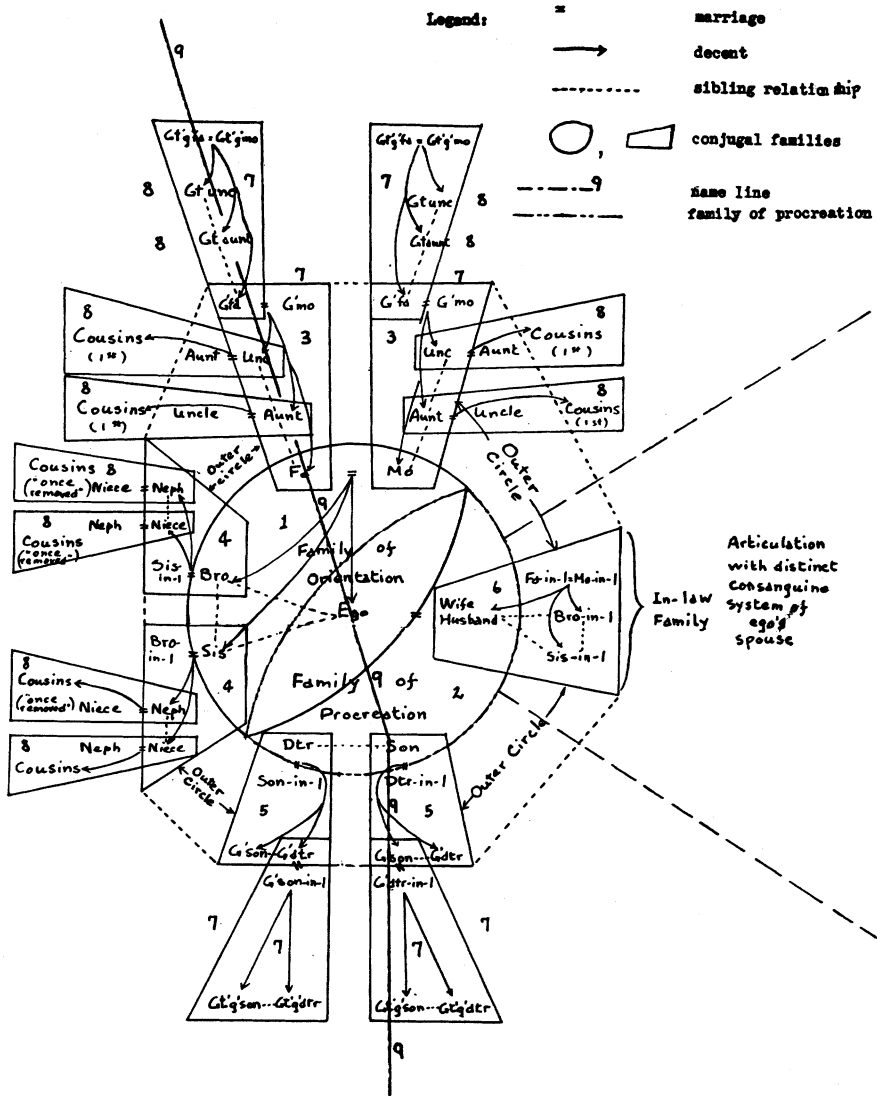 Legend:
= marriage
decent
sibling relationship
, conjugal families
9 name line
family of procreation
9
Gt'g'fa = Gt'g'mo
8 7
Gt unc
8 Gt aunt
7
G'fa = G'mo
3
Gt'g'fa = Gt'g'mo
7
Gt unc 8
Gt aunt 8
7
G'fa = G'mo
3
8
Cousins
(1st)
Aunt = Unc
8
Cousins
(1st)
Uncle = Aunt
Fa
8
Unc = Aunt
Cousins
(1st)
8
Aunt = Uncle
Cousins
(1st)
Mo
Outer
circle
Outer
Circle
Cousins 8
("once
removed") Niece = Neph
8 Neph = Niece
Cousins
("once
removed")
4
Sis
in-l = Bro
1
=
9
Family of
Orientation
Ego
=
Bro
in-l = Sis
4
8
Cousins
("once
removed") Niece = Neph
8 Neph = Niece
Cousins
6
Fa-in-l=Mo-in-l
Wife
Husband
Bro-in-l
Sis-in-l
In-law
Family
Articulation
with distinct
consanguine
system of
ego's
spouse
Family 9 of
Procreation
2
Outer
circle
Outer Circle
Dtr Son
= =
Son-in-l Dtr-in-l
5 9 5
G'son G'dtr
G'son G'dtr
= =
G'son-in-l G'dtr-in-l
7 7
7 7
Gt'g'son Gt'g'dtr
Gt'g'son Gt'g'dtr
9